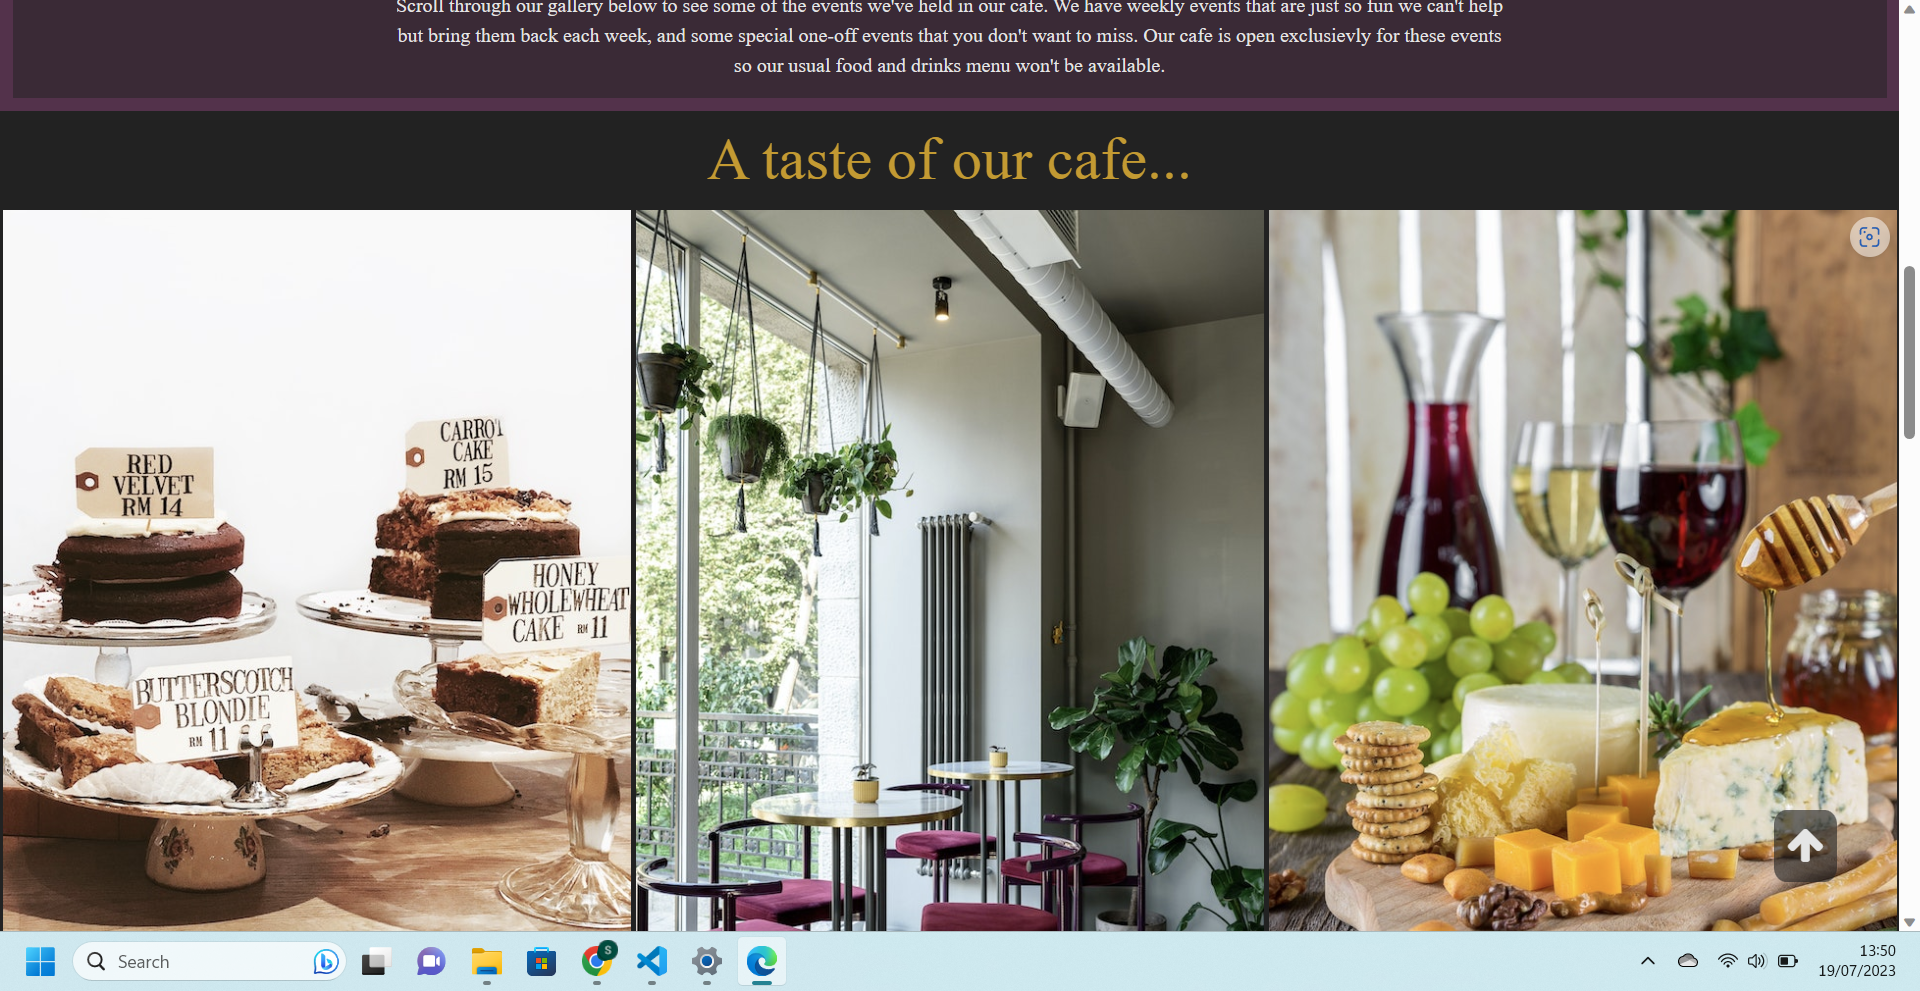 Scroll through our gallery below to see some of the events we've held in our cafe. We have weekly events that are just so fun we can't help
but bring them back each week, and some special one-off events that you don't want to miss. Our cafe is open exclusievly for these events
so our usual food and drinks menu won't be available.
A taste of our cafe...
RED
VELVET
RM 14
CARROT
CAKE
RM 15
HONEY
WHOLEWHEAT
CAKE RM 11
BUTTERSCOTCH
BLONDIE
RM 11
Search
S
13:50
19/07/2023